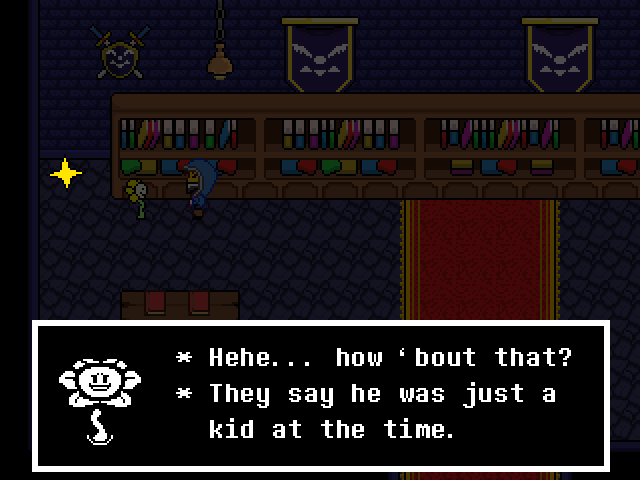 * Hehe... how ‘bout that?
* They say he was just a
kid at the time.